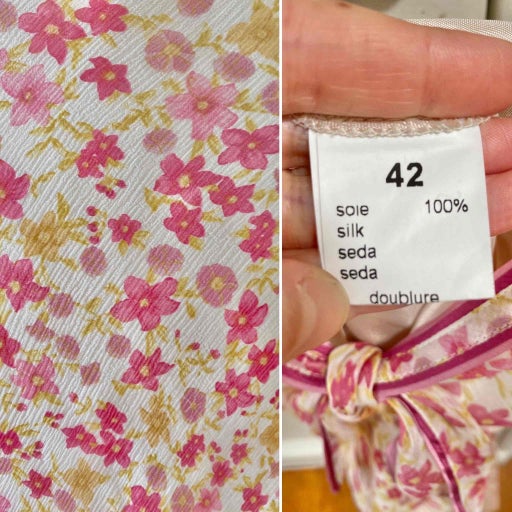 42
soie 100%
silk
seda
seda
doublure